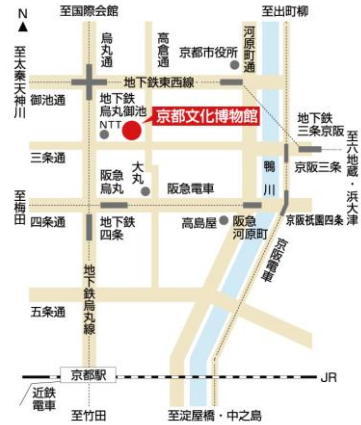 N
至国際会館
至出町柳
烏丸通
高倉通
河原町通
京都市役所
至太秦天神川
地下鉄東西線
御池通
地下鉄
烏丸御池
京都文化博物館
NTT
地下鉄
三条京阪
三条通
京阪三条
至六地蔵・浜大津
鴨川
大丸
阪急
烏丸
阪急電車
至梅田
四条通
地下鉄
四条
高島屋
阪急
河原町
京阪祇園四条
京阪電車
地下鉄烏丸線
五条通
京都駅
JR
近鉄
電車
至竹田
至淀屋橋・中之島